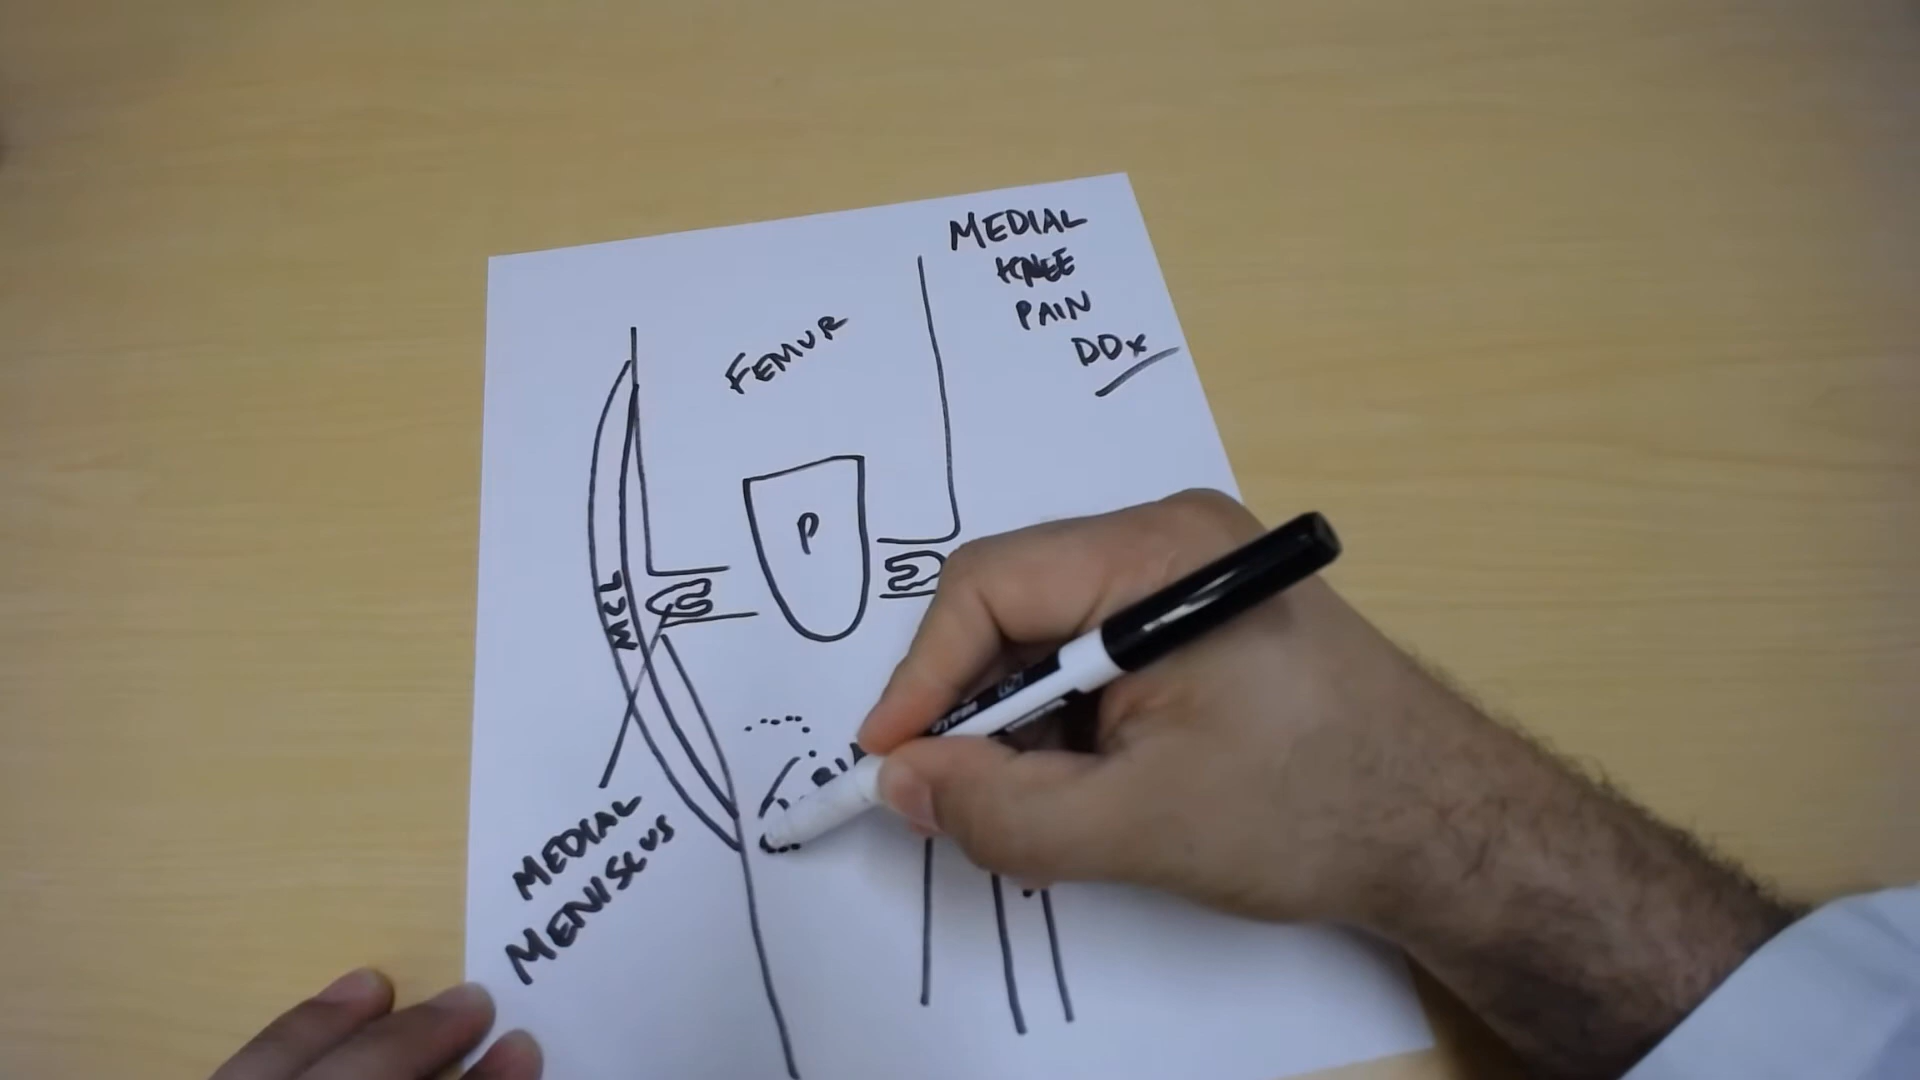 MEDIAL
KNEE
PAIN
DDx
FEMUR
P
MCL
MEDIAL
MENISCUS